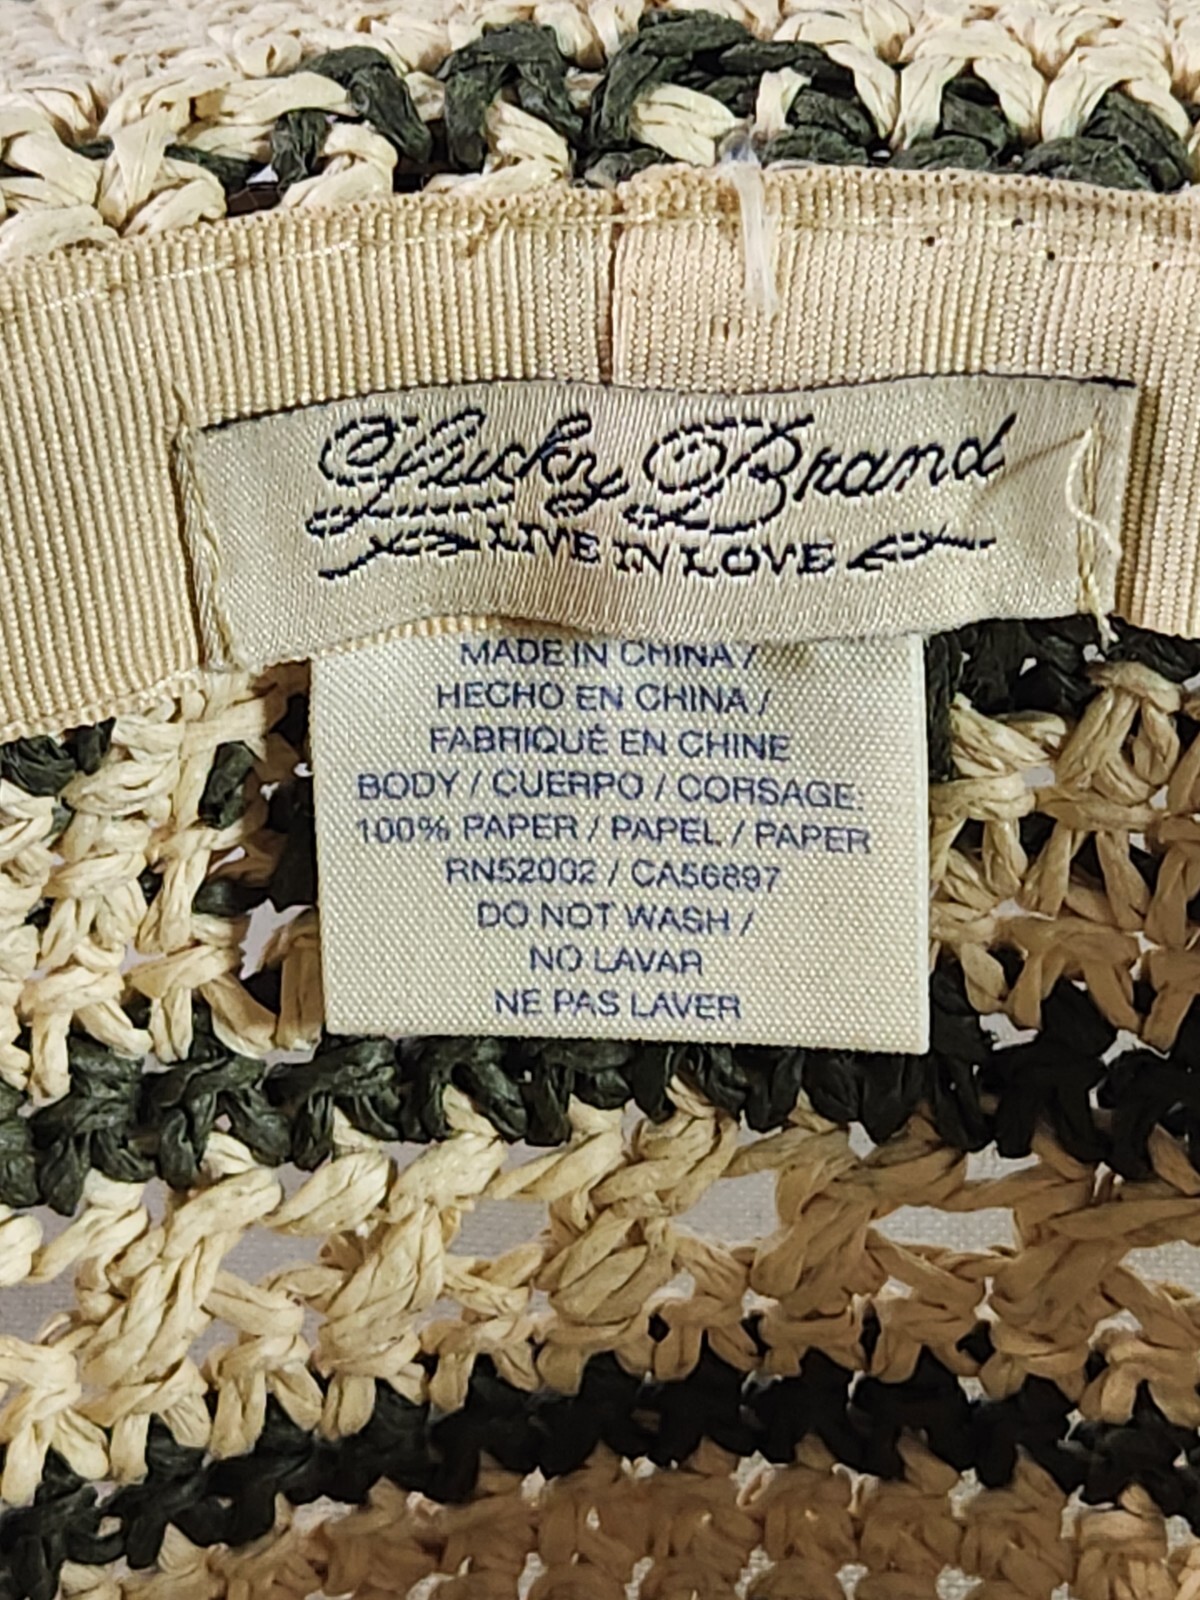 Lucky Brand
LIVE IN LOVE
MADE IN CHINA /
HECHO EN CHINA /
FABRIQUÉ EN CHINE
BODY / CUERPO / CORSAGE:
100% PAPER / PAPEL / PAPER
RN52002 / CA56897
DO NOT WASH /
NO LAVAR
NE PAS LAVER